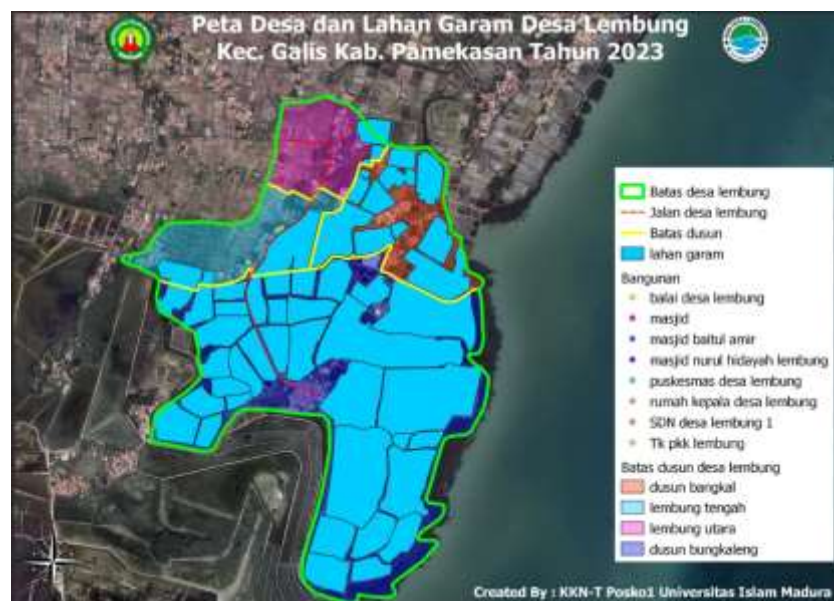 Peta Desa dan Lahan Garam Desa Lembung
Kec. Galis Kab. Pamekasan Tahun 2023
Batas desa lembung
Jalan desa lembung
Batas dusun
lahan garam
Bangunan
balai desa lembung
masjid
masjid baitul amir
masjid nurul hidayah lembung
puskesmas desa lembung
rumah kepala desa lembung
SDN desa lembung 1
Tk pkk lembung
Batas dusun desa lembung
dusun bangkal
lembung tengah
lembung utara
dusun bungkaleng
Created By : KKN-T Posko1 Universitas Islam Madura